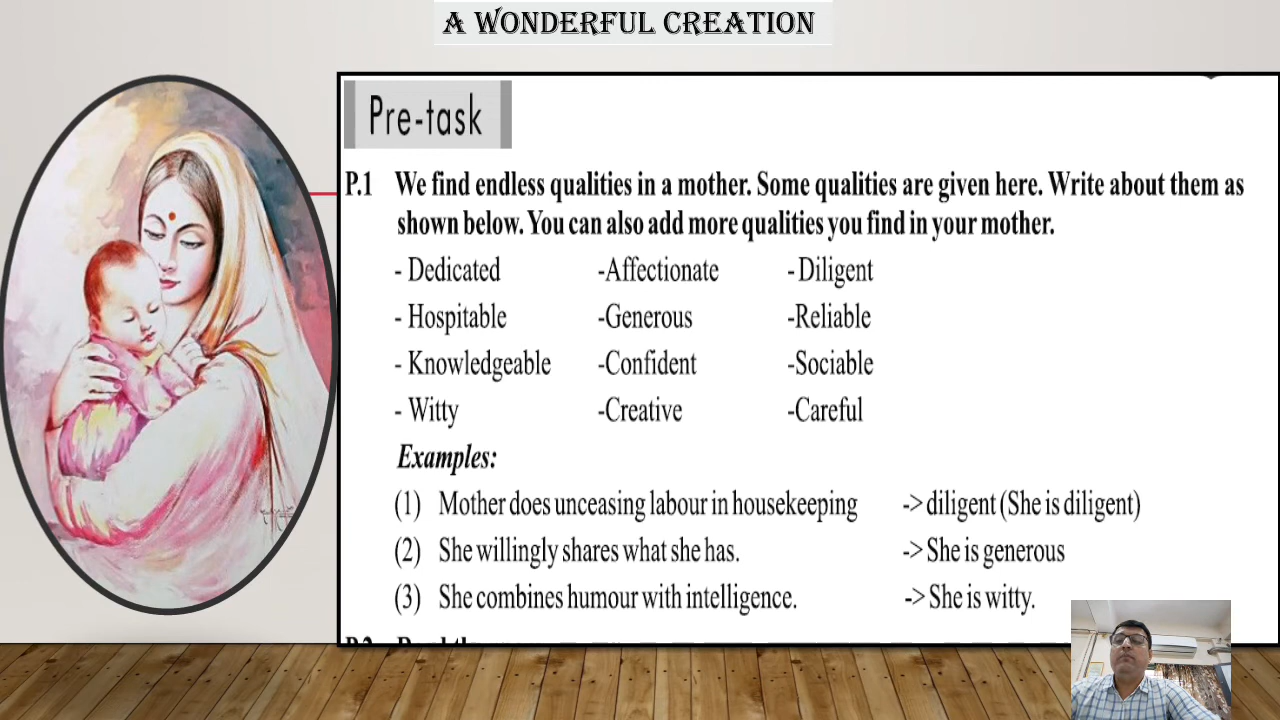 A WONDERFUL CREATION
Pre-task
P.1 We find endless qualities in a mother. Some qualities are given here. Write about them as
shown below. You can also add more qualities you find in your mother.
- Dedicated -Affectionate - Diligent
- Hospitable -Generous -Reliable
- Knowledgeable -Confident -Sociable
- Witty -Creative -Careful
Examples:
(1) Mother does unceasing labour in housekeeping -> diligent (She is diligent)
(2) She willingly shares what she has. -> She is generous
(3) She combines humour with intelligence. -> She is witty.